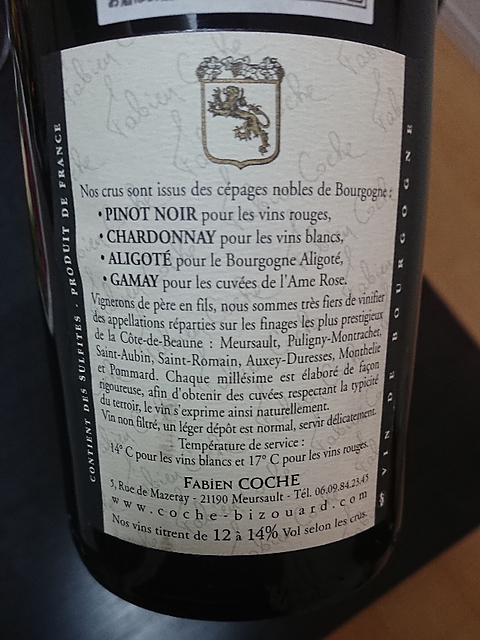 Nos crus sont issus des cépages nobles de Bourgogne :
• PINOT NOIR pour les vins rouges,
• CHARDONNAY pour les vins blancs,
• ALIGOTÉ pour le Bourgogne Aligoté,
• GAMAY pour les cuvées de l'Ame Rose.
Vignerons de père en fils, nous sommes très fiers de vinifier
des appellations réparties sur les finages les plus prestigieux
de la Côte-de-Beaune : Meursault, Puligny-Montrachet,
Saint-Aubin, Saint-Romain, Auxey-Duresses, Monthelie
et Pommard. Chaque millésime est élaboré de façon
rigoureuse, afin d'obtenir des cuvées respectant la typicité
du terroir, le vin s'exprime ainsi naturellement.
Vin non filtré, un léger dépôt est normal, servir délicatement.
Température de service :
14° C pour les vins blancs et 17° C pour les vins rouges.
FABIEN COCHE
5, Rue de Mazeray - 21190 Meursault - Tél. 06.09.84.23.45
www.coche-bizouard.com
Nos vins titrent de 12 à 14% Vol selon les crus.
CONTIENT DES SULFITES . PRODUIT DE FRANCE
VIN DE BOURGOGNE
Fabien Coche